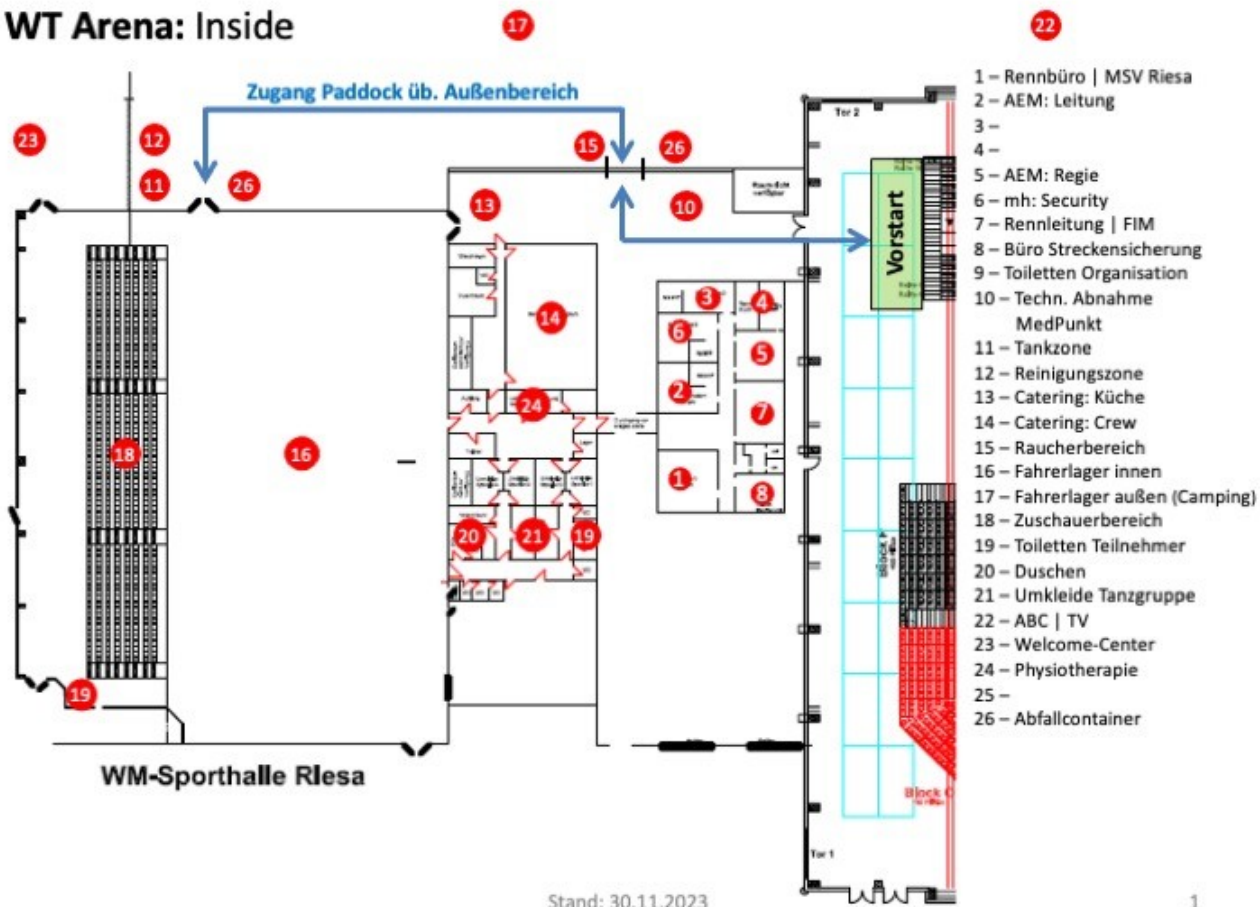 WT Arena: Inside
17
22
Zugang Paddock üb. Außenbereich
Tor 2
23
12
15
26
11
26
13
10
Vorstart
14
3
4
6
5
2
24
7
18
16
1
8
20
21
19
Block P
19
Block O
WM-Sporthalle Riesa
Tor 1
1 – Rennbüro | MSV Riesa
2 – AEM: Leitung
3 –
4 –
5 – AEM: Regie
6 – mh: Security
7 – Rennleitung | FIM
8 – Büro Streckensicherung
9 – Toiletten Organisation
10 – Techn. Abnahme
MedPunkt
11 – Tankzone
12 – Reinigungszone
13 – Catering: Küche
14 – Catering: Crew
15 – Raucherbereich
16 – Fahrerlager innen
17 – Fahrerlager außen (Camping)
18 – Zuschauerbereich
19 – Toiletten Teilnehmer
20 – Duschen
21 – Umkleide Tanzgruppe
22 – ABC | TV
23 – Welcome-Center
24 – Physiotherapie
25 –
26 – Abfallcontainer
Stand: 30.11.2023
1